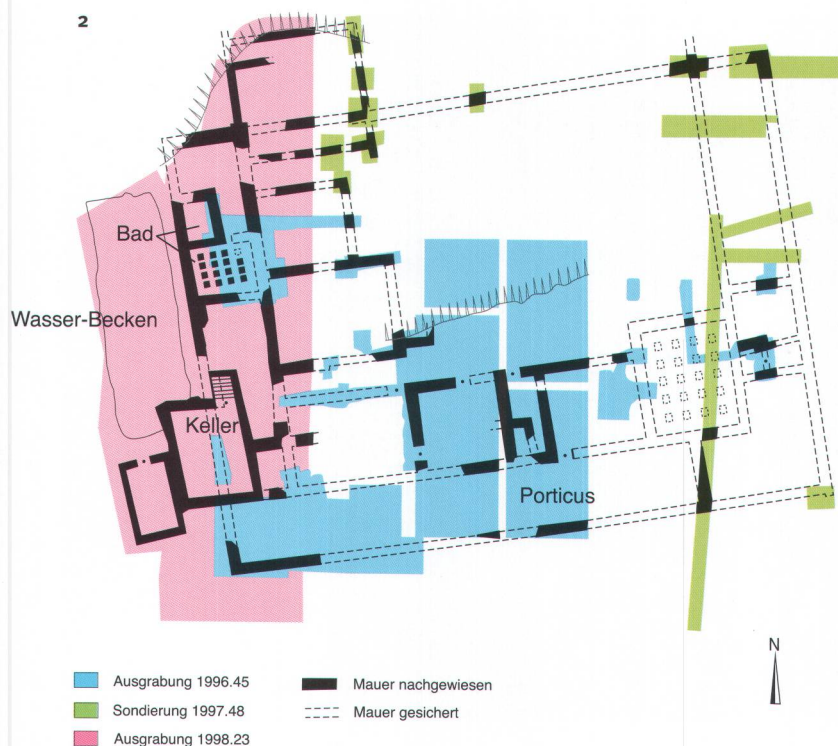 2
Bad
Wasser-Becken
Keller
Porticus
N
Ausgrabung 1996.45
Sondierung 1997.48
Ausgrabung 1998.23
Mauer nachgewiesen
Mauer gesichert